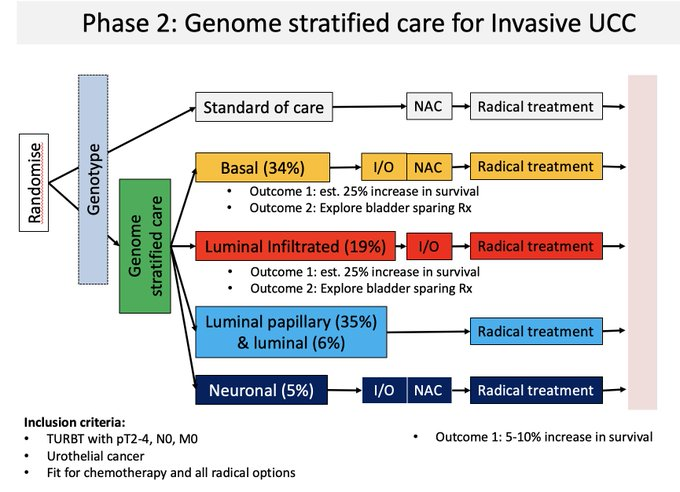 Phase 2: Genome stratified care for Invasive UCC
Randomise
Genotype
Genome
stratified care
Standard of care
NAC
Radical treatment
Basal (34%)
I/O
NAC
Radical treatment
• Outcome 1: est. 25% increase in survival
• Outcome 2: Explore bladder sparing Rx
Luminal Infiltrated (19%)
I/O
Radical treatment
• Outcome 1: est. 25% increase in survival
• Outcome 2: Explore bladder sparing Rx
Luminal papillary (35%)
& luminal (6%)
Radical treatment
Neuronal (5%)
I/O
NAC
Radical treatment
Inclusion criteria:
• TURBT with pT2-4, N0, M0
• Urothelial cancer
• Fit for chemotherapy and all radical options
• Outcome 1: 5-10% increase in survival